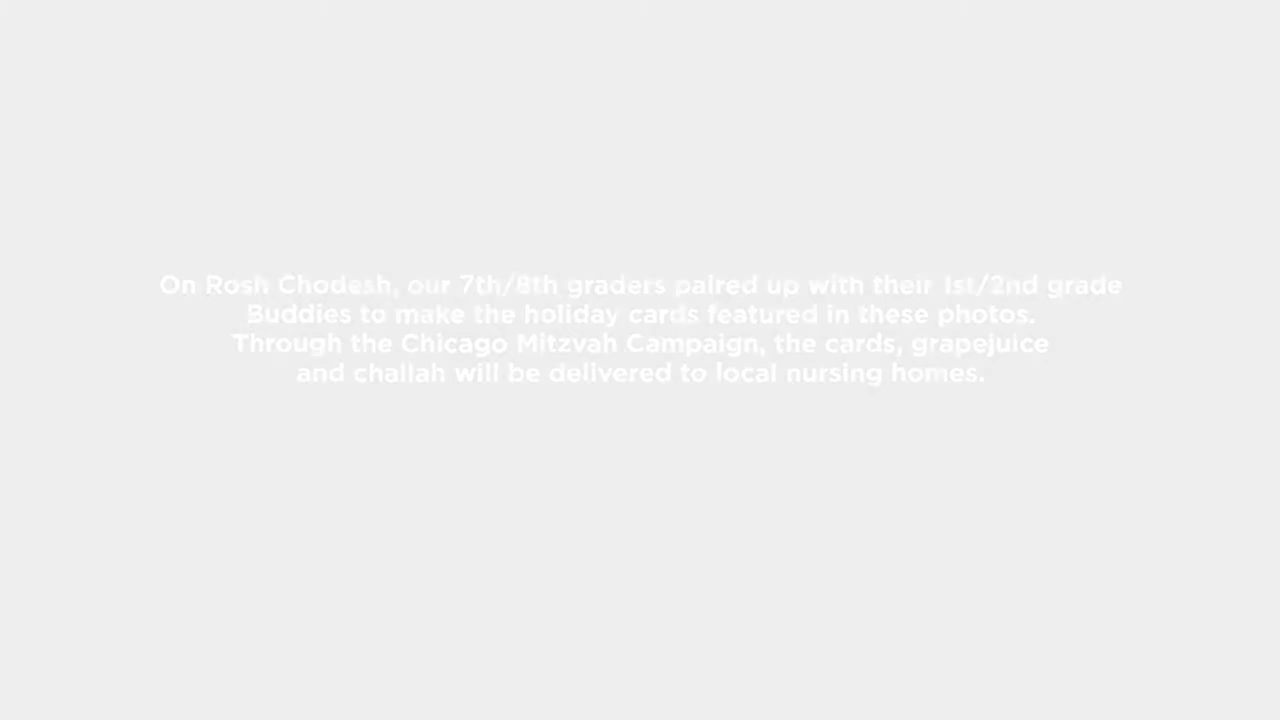 On Rosh Chodesh, our 7th/8th graders paired up with their 1st/2nd grade
Buddies to make the holiday cards featured in these photos.
Through the Chicago Mitzvah Campaign, the cards, grapejuice
and challah will be delivered to local nursing homes.